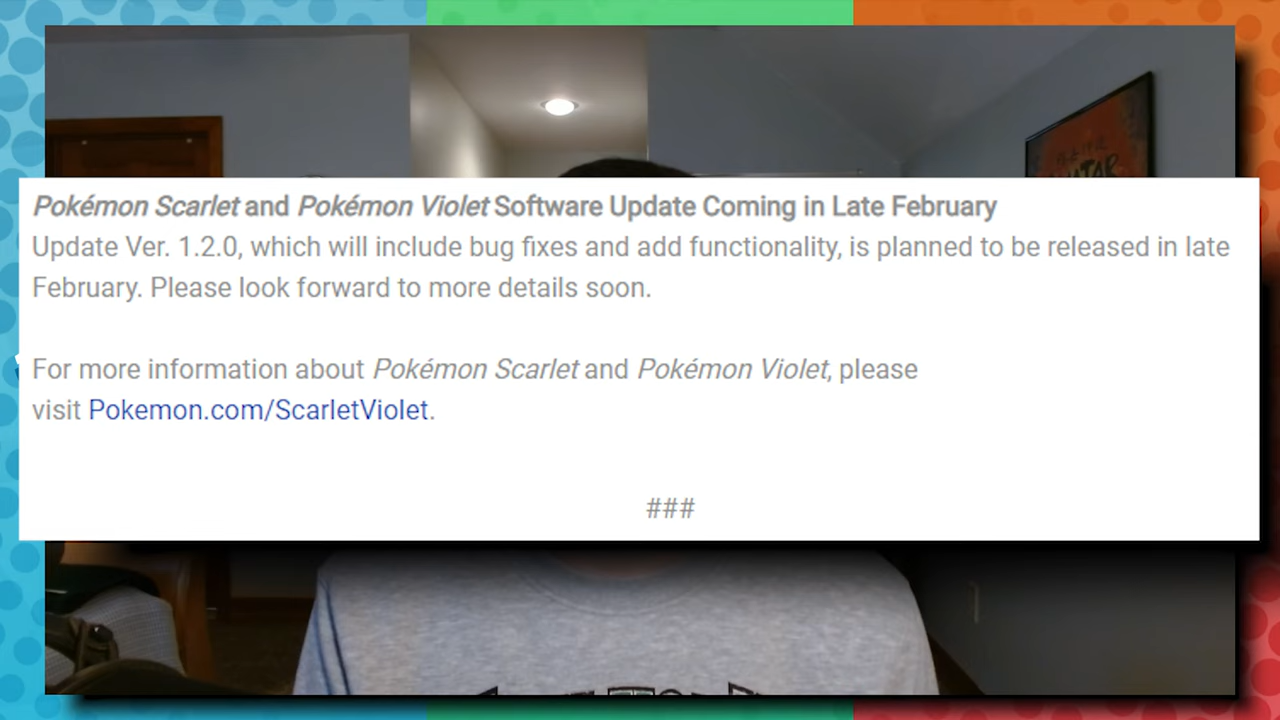 Pokémon Scarlet and Pokémon Violet Software Update Coming in Late February
Update Ver. 1.2.0, which will include bug fixes and add functionality, is planned to be released in late
February. Please look forward to more details soon.
For more information about Pokémon Scarlet and Pokémon Violet, please
visit Pokemon.com/ScarletViolet.
###